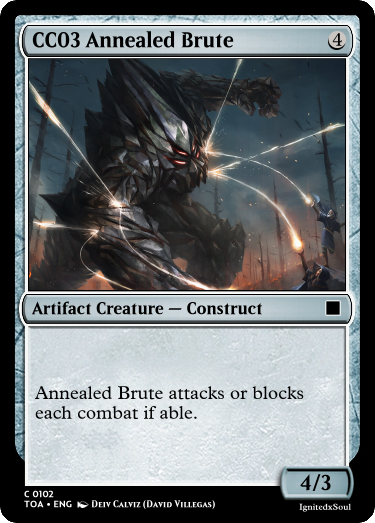 CC03 Annealed Brute 4
Artifact Creature — Construct
Annealed Brute attacks or blocks
each combat if able.
4/3
C 0102
TOA • ENG Deiv Calviz (David Villegas)
IgnitedxSoul